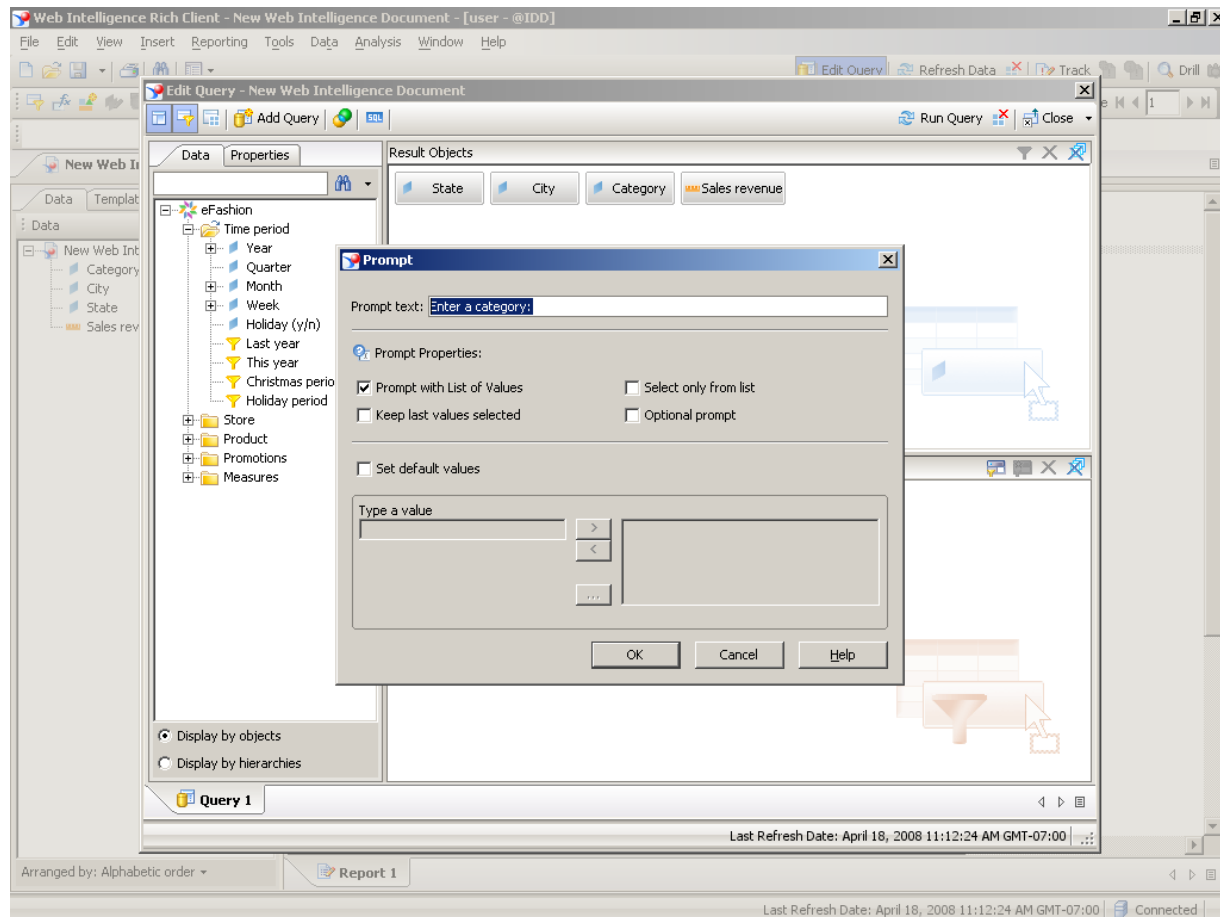 Web Intelligence Rich Client - New Web Intelligence Document - [user - @IDD]
File Edit View Insert Reporting Tools Data Analysis Window Help
Edit Query Refresh Data Track Drill
Edit Query - New Web Intelligence Document
Add Query SQL Run Query Close
1
New Web I
Data Properties
Result Objects
State City Category Sales revenue
Data Templat
Data
New Web Int
Category
City
State
Sales rev
eFashion
Time period
Year
Quarter
Month
Week
Holiday (y/n)
Last year
This year
Christmas perio
Holiday period
Store
Product
Promotions
Measures
Prompt
Prompt text: Enter a category:
Prompt Properties:
Prompt with List of Values Select only from list
Keep last values selected Optional prompt
Set default values
Type a value
>
<
...
OK Cancel Help
Display by objects
Display by hierarchies
Query 1
Last Refresh Date: April 18, 2008 11:12:24 AM GMT-07:00
Arranged by: Alphabetic order
Report 1
Last Refresh Date: April 18, 2008 11:12:24 AM GMT-07:00 Connected